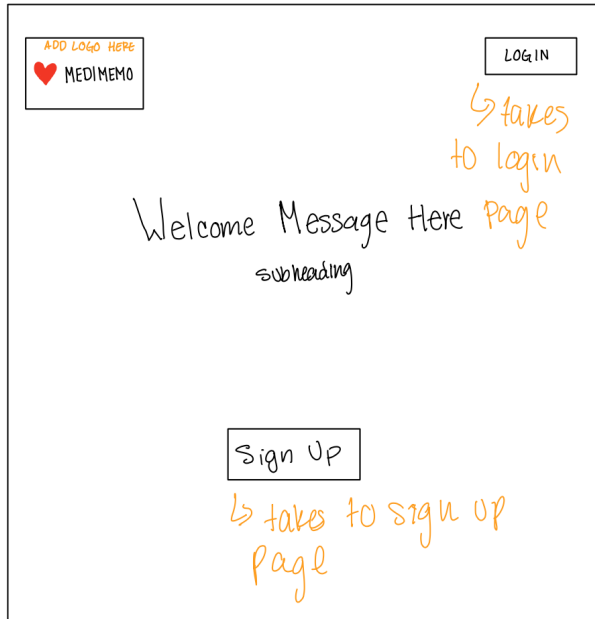 ADD LOGO HERE
MEDIMEMO
LOGIN
↳ takes
to login
page
Welcome Message Here
subheading
Sign Up
↳ takes to sign up
page